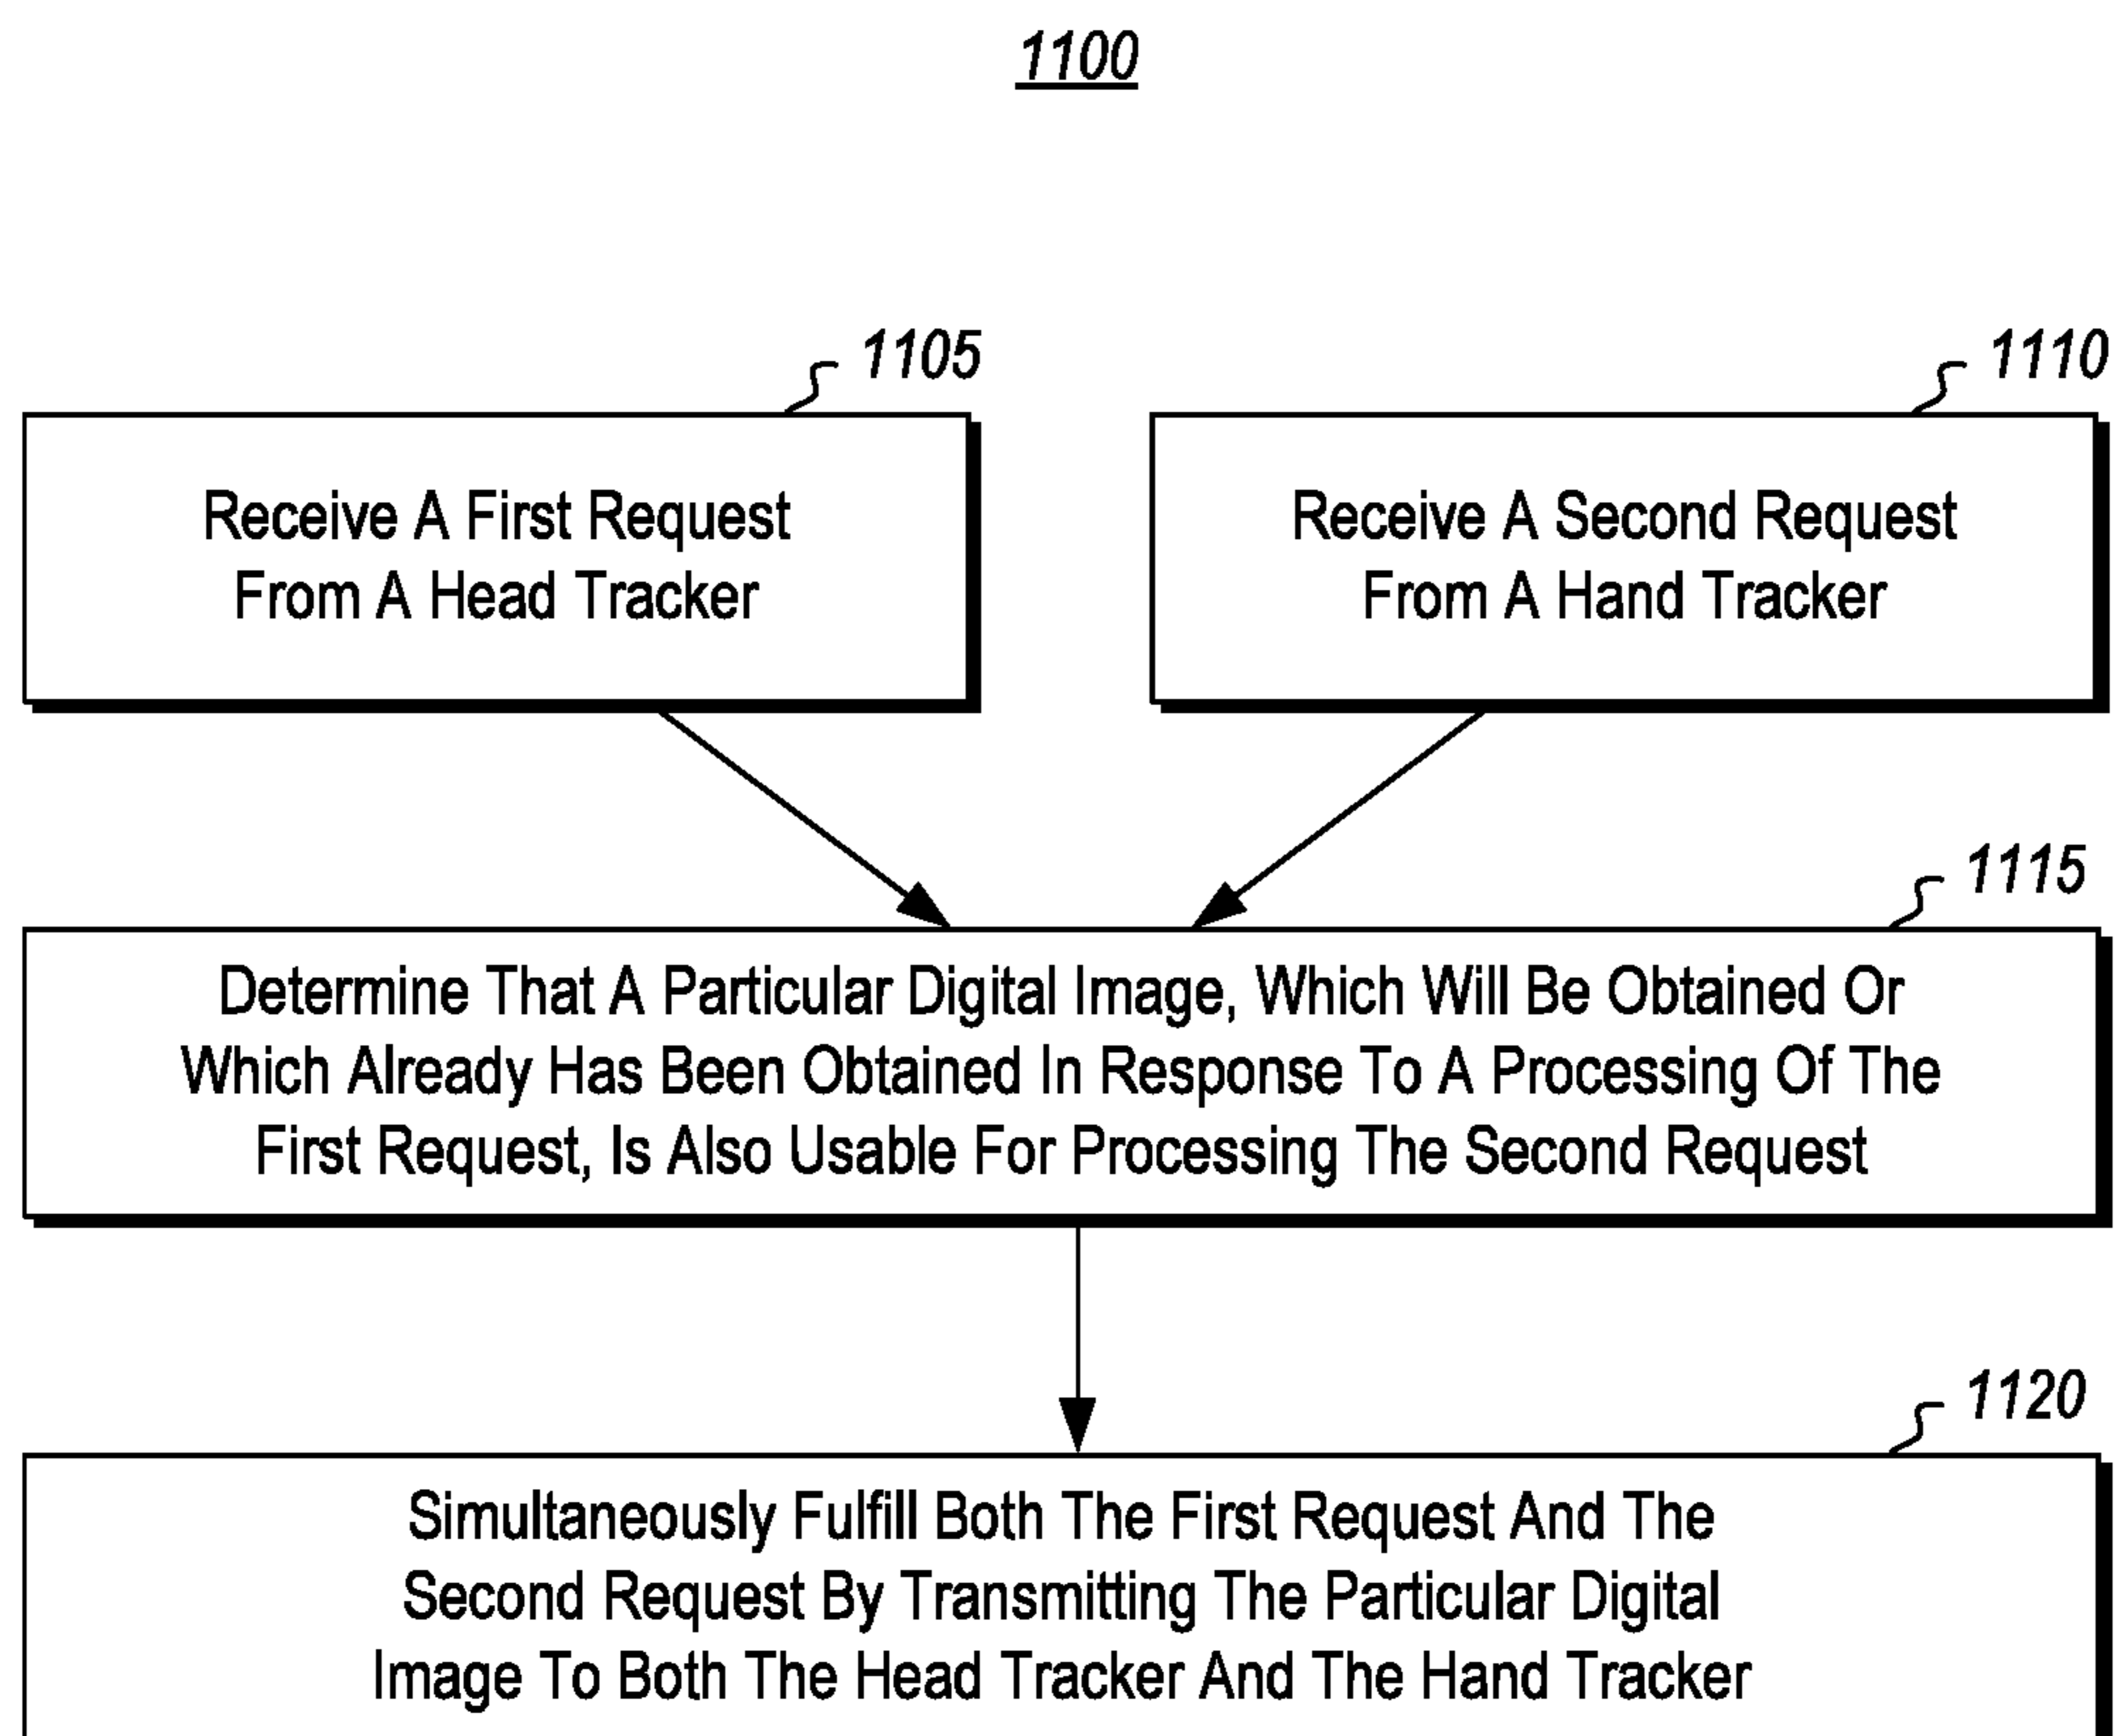 1100
1105
1110
Receive A First Request
From A Head Tracker
Receive A Second Request
From A Hand Tracker
1115
Determine That A Particular Digital Image, Which Will Be Obtained Or
Which Already Has Been Obtained In Response To A Processing Of The
First Request, Is Also Usable For Processing The Second Request
1120
Simultaneously Fulfill Both The First Request And The
Second Request By Transmitting The Particular Digital
Image To Both The Head Tracker And The Hand Tracker